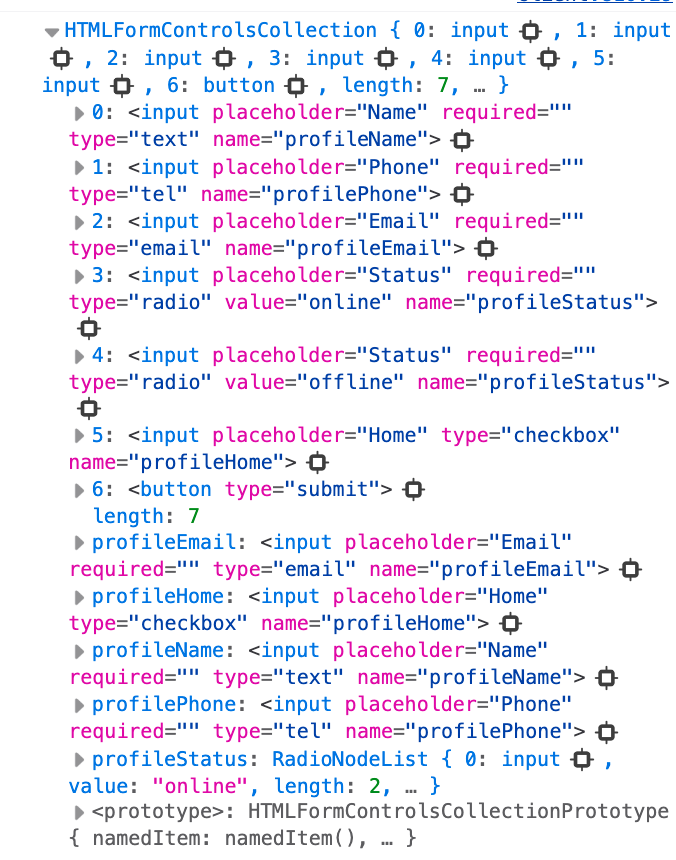 HTMLFormControlsCollection { 0: input , 1: input
, 2: input , 3: input , 4: input , 5:
input , 6: button , length: 7, … }
0: <input placeholder="Name" required=""
type="text" name="profileName">
1: <input placeholder="Phone" required=""
type="tel" name="profilePhone">
2: <input placeholder="Email" required=""
type="email" name="profileEmail">
3: <input placeholder="Status" required=""
type="radio" value="online" name="profileStatus">
4: <input placeholder="Status" required=""
type="radio" value="offline" name="profileStatus">
5: <input placeholder="Home" type="checkbox"
name="profileHome">
6: <button type="submit">
length: 7
profileEmail: <input placeholder="Email"
required="" type="email" name="profileEmail">
profileHome: <input placeholder="Home"
type="checkbox" name="profileHome">
profileName: <input placeholder="Name"
required="" type="text" name="profileName">
profilePhone: <input placeholder="Phone"
required="" type="tel" name="profilePhone">
profileStatus: RadioNodeList { 0: input ,
value: "online", length: 2, … }
<prototype>: HTMLFormControlsCollectionPrototype
{ namedItem: namedItem(), … }